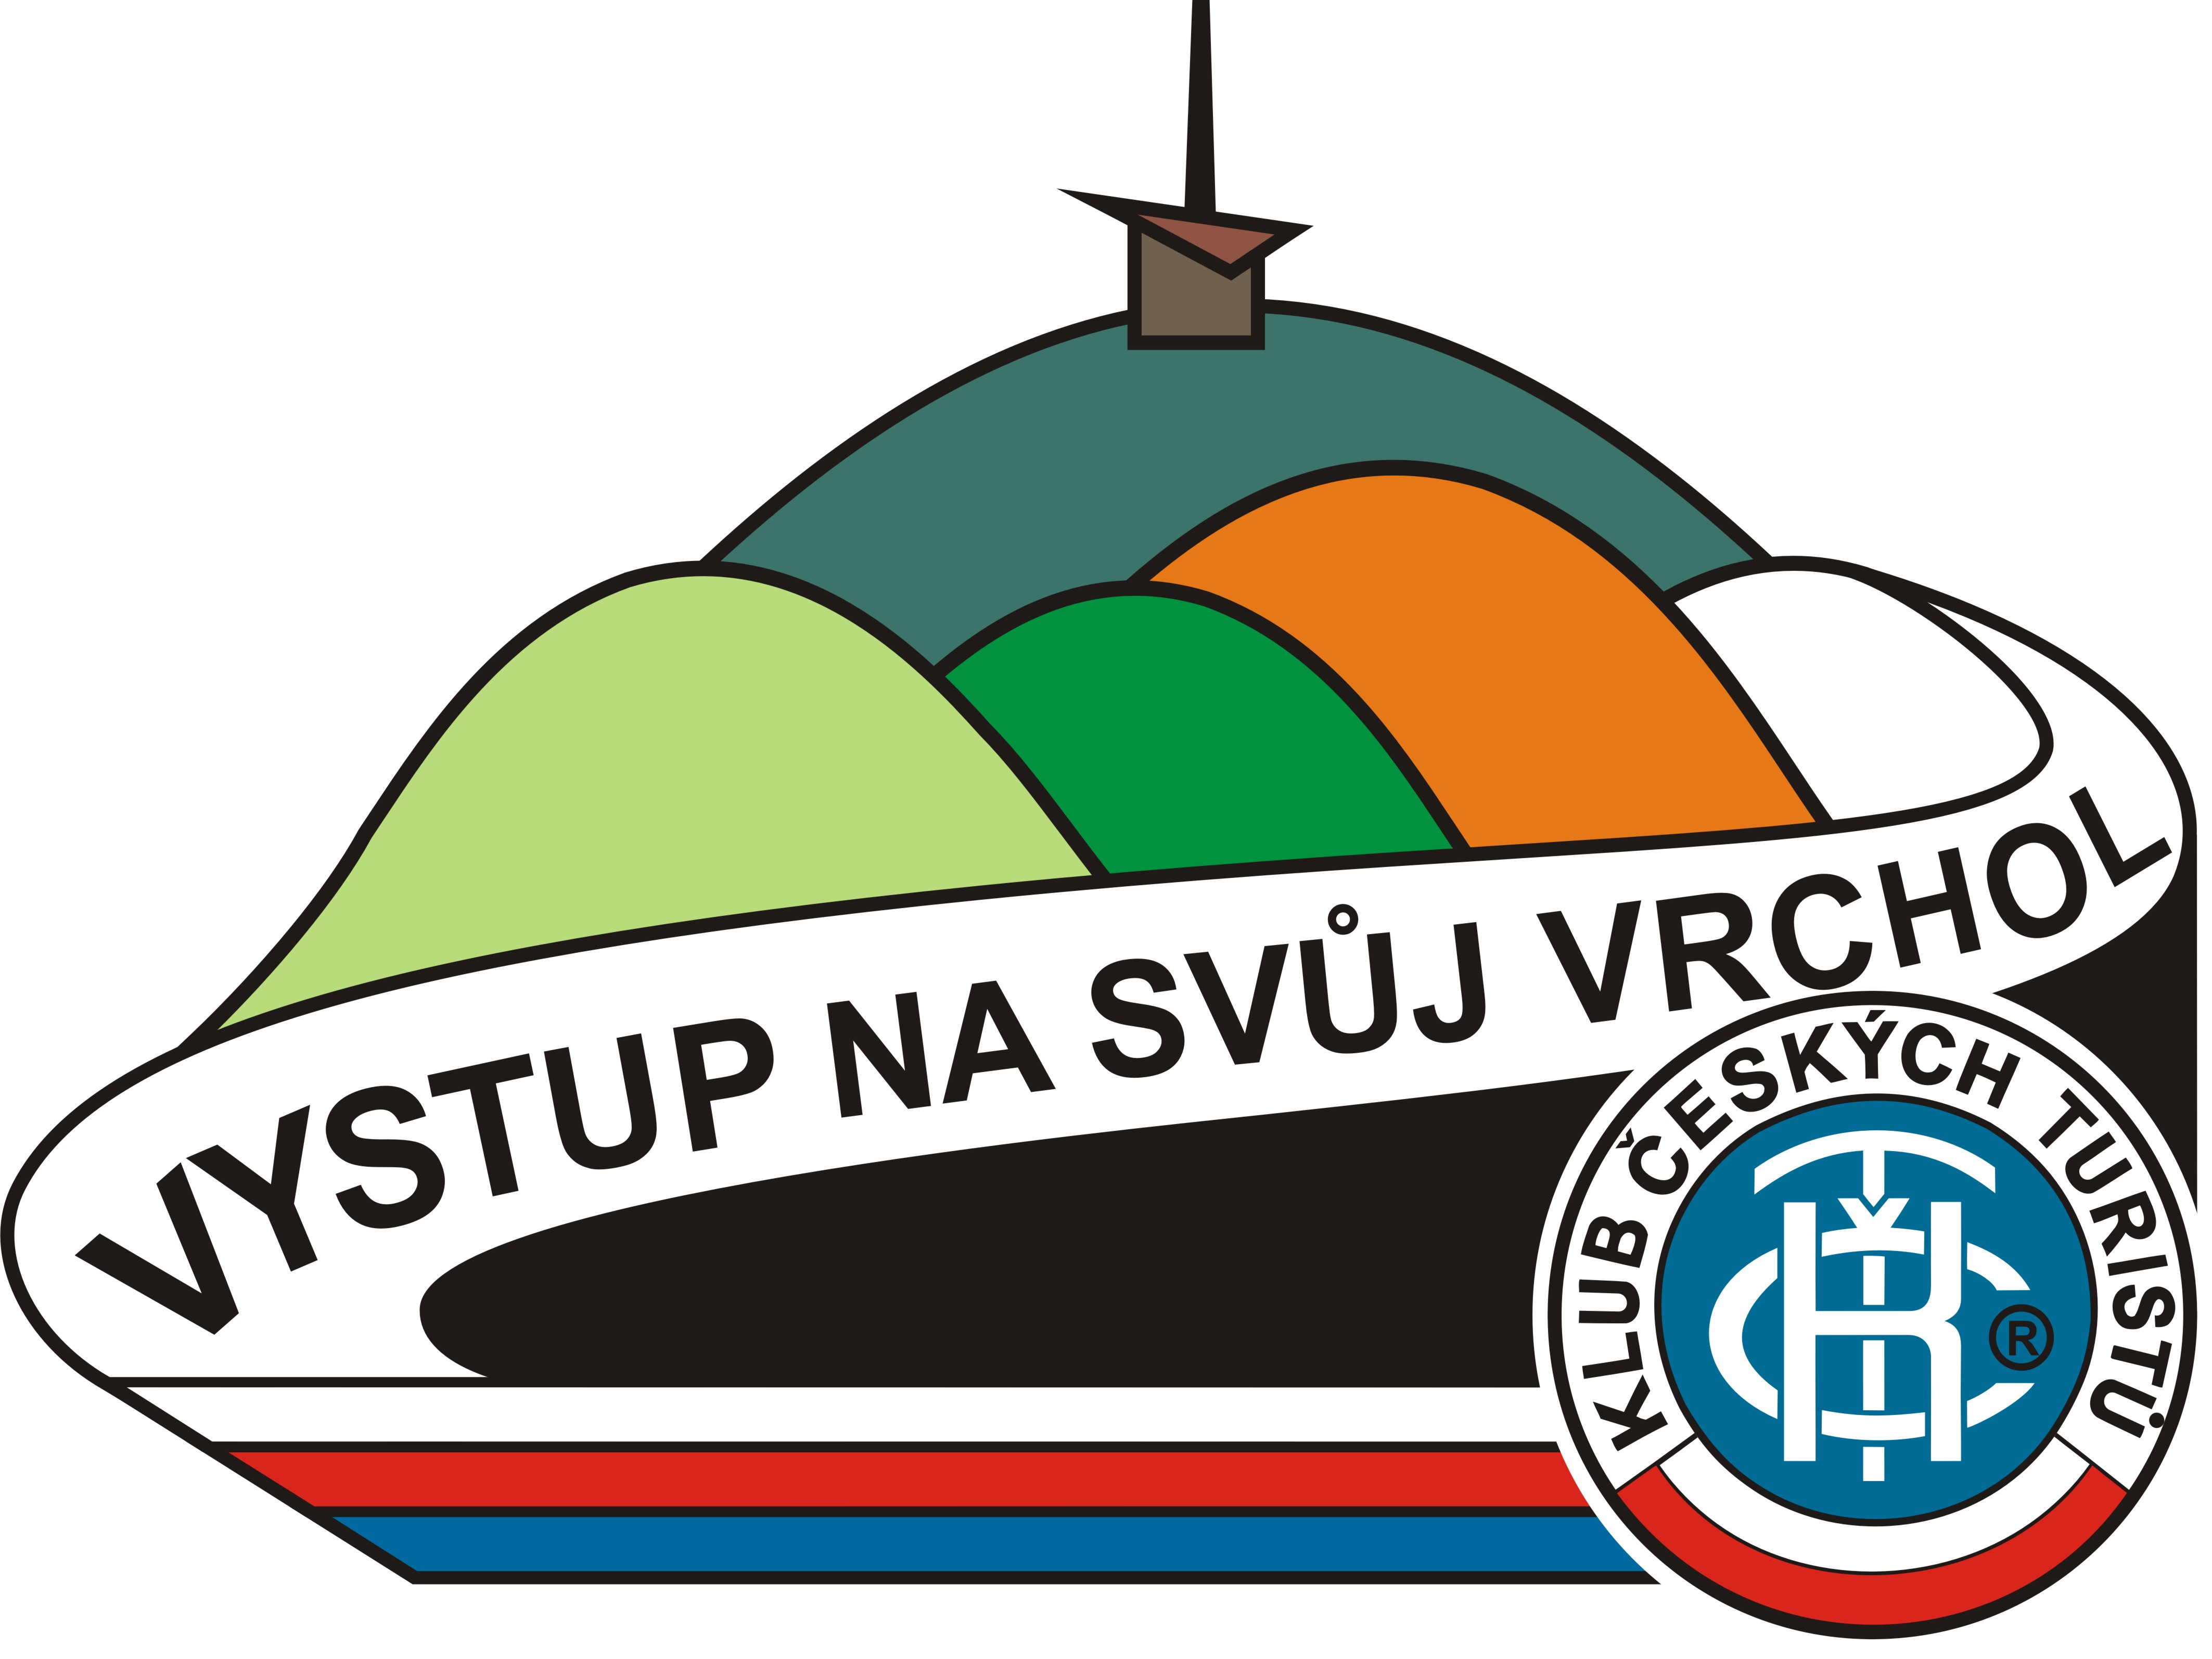 VYSTUP NA SVŮJ VRCHOL
KLUB ČESKÝCH TURISTŮ
KČT
®